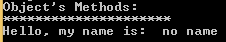 Object's Methods:
*********************
Hello, my name is:  no name